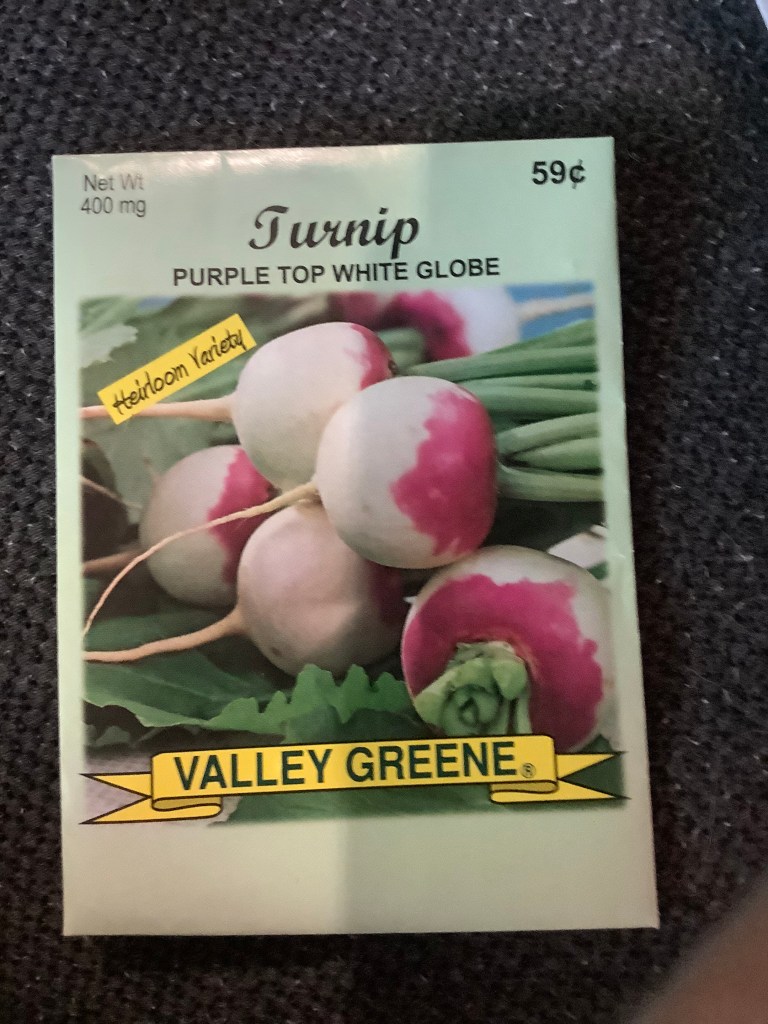 Net Wt
400 mg
59¢
Turnip
PURPLE TOP WHITE GLOBE
Heirloom Variety
VALLEY GREENE®